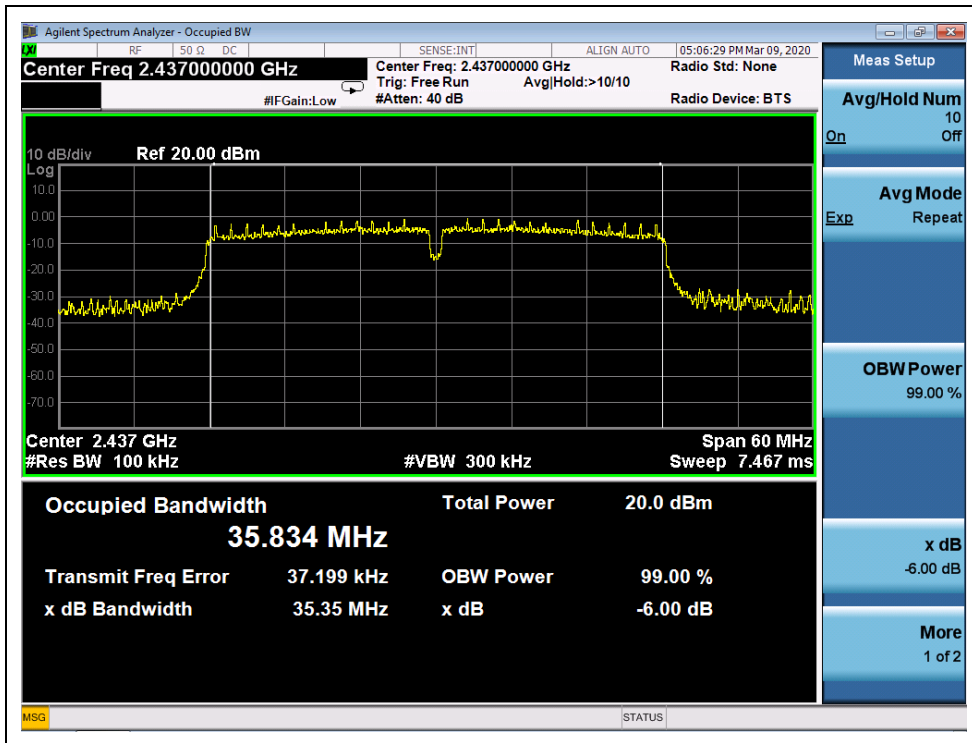 Agilent Spectrum Analyzer - Occupied BW
LXI RF 50 Ω DC SENSE:INT ALIGN AUTO 05:06:29 PM Mar 09, 2020
Center Freq 2.437000000 GHz
Center Freq: 2.437000000 GHz
Radio Std: None
Trig: Free Run Avg|Hold:>10/10
#IFGain:Low #Atten: 40 dB Radio Device: BTS
10 dB/div Ref 20.00 dBm
Log
10.0
0.00
-10.0
-20.0
-30.0
-40.0
-50.0
-60.0
-70.0
Center 2.437 GHz Span 60 MHz
#Res BW 100 kHz #VBW 300 kHz Sweep 7.467 ms
Occupied Bandwidth Total Power 20.0 dBm
35.834 MHz
Transmit Freq Error 37.199 kHz OBW Power 99.00 %
x dB Bandwidth 35.35 MHz x dB -6.00 dB
Meas Setup
Avg/Hold Num
10
On Off
Avg Mode
Exp Repeat
OBW Power
99.00 %
x dB
-6.00 dB
More
1 of 2
MSG STATUS